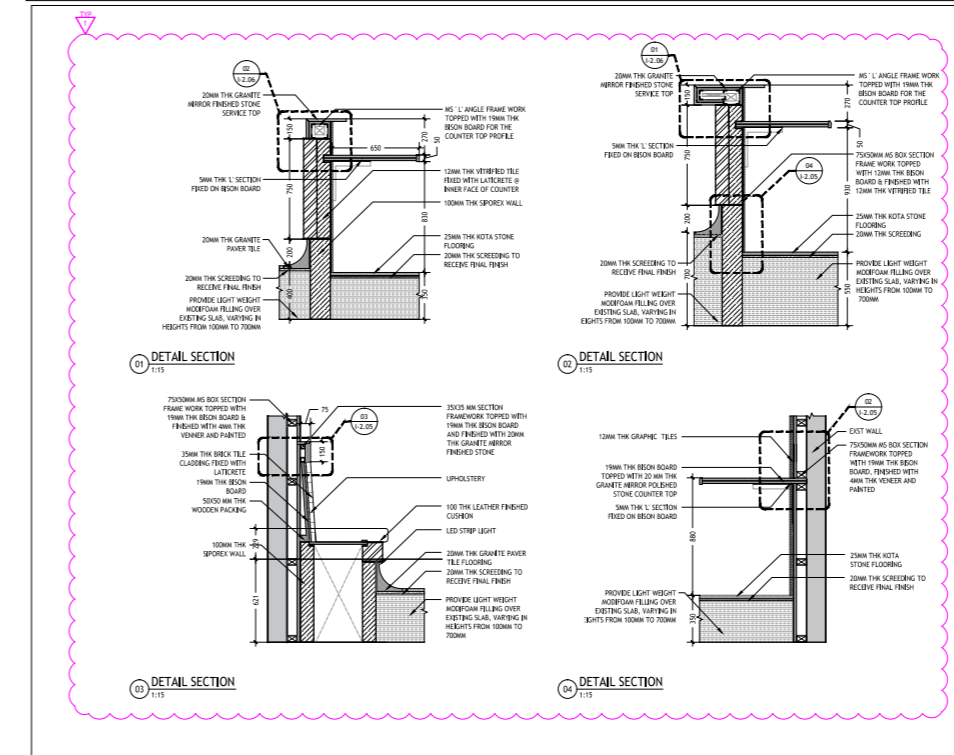 TYP
1
02
I-2.06
20MM THK GRANITE
MIRROR FINISHED STONE
SERVICE TOP
MS ' L' ANGLE FRAME WORK
TOPPED WITH 19MM THK
BISON BOARD FOR THE
COUNTER TOP PROFILE
150
270
650
50
750
5MM THK 'L' SECTION
FIXED ON BISON BOARD
12MM THK VITRIFIED TILE
FIXED WITH LATICRETE @
INNER FACE OF COUNTER
100MM THK SIPOREX WALL
830
20MM THK GRANITE
PAVER TILE
200
25MM THK KOTA STONE
FLOORING
20MM THK SCREEDING TO
RECEIVE FINAL FINISH
20MM THK SCREEDING TO
RECEIVE FINAL FINISH
400
350
PROVIDE LIGHT WEIGHT
MODIFOAM FILLING OVER
EXISTING SLAB, VARYING IN
HEIGHTS FROM 100MM TO 700MM
01 DETAIL SECTION
1:15
01
I-2.06
20MM THK GRANITE
MIRROR FINISHED STONE
SERVICE TOP
MS ' L' ANGLE FRAME WORK
TOPPED WITH 19MM THK
BISON BOARD FOR THE
COUNTER TOP PROFILE
150
270
50
750
5MM THK 'L' SECTION
FIXED ON BISON BOARD
04
I-2.05
75X50MM MS BOX SECTION
FRAME WORK TOPPED
WITH 12MM THK BISON
BOARD & FINISHED WITH
12MM THK VITRIFIED TILE
930
200
25MM THK KOTA STONE
FLOORING
20MM THK SCREEDING
20MM THK SCREEDING TO
RECEIVE FINAL FINISH
700
550
PROVIDE LIGHT WEIGHT
MODIFOAM FILLING OVER
EXISTING SLAB, VARYING IN
HEIGHTS FROM 100MM TO
700MM
PROVIDE LIGHT WEIGHT
MODIFOAM FILLING OVER
EXISTING SLAB, VARYING IN
EIGHTS FROM 100MM TO 700MM
02 DETAIL SECTION
1:15
75X50MM MS BOX SECTION
FRAME WORK TOPPED WITH
19MM THK BISON BOARD &
FINISHED WITH 4MM THK
VENNER AND PAINTED
75
03
I-2.05
35X35 MM SECTION
FRAMEWORK TOPPED WITH
19MM THK BISON BOARD
AND FINISHED WITH 20MM
THK GRANITE MIRROR
FINISHED STONE
150
35MM THK BRICK TILE
CLADDING FIXED WITH
LATICRETE
19MM THK BISON
BOARD
50X50 MM THK
WOODEN PACKING
UPHOLSTERY
100 THK LEATHER FINISHED
CUSHION
LED STRIP LIGHT
100MM THK
SIPOREX WALL
229
621
20MM THK GRANITE PAVER
TILE FLOORING
20MM THK SCREEDING TO
RECEIVE FINAL FINISH
PROVIDE LIGHT WEIGHT
MODIFOAM FILLING OVER
EXISTING SLAB, VARYING IN
HEIGHTS FROM 100MM TO
700MM
03 DETAIL SECTION
1:15
02
I-2.05
12MM THK GRAPHIC TILES
EXST WALL
75X50MM MS BOX SECTION
FRAMEWORK TOPPED
WITH 19MM THK BISON
BOARD, FINISHED WITH
4MM THK VENEER AND
PAINTED
19MM THK BISON BOARD
TOPPED WITH 20 MM THK
GRANITE MIRROR POLISHED
STONE COUNTER TOP
5MM THK 'L' SECTION
FIXED ON BISON BOARD
880
25MM THK KOTA
STONE FLOORING
20MM THK SCREEDING TO
RECEIVE FINAL FINISH
PROVIDE LIGHT WEIGHT
MODIFOAM FILLING OVER
EXISTING SLAB, VARYING IN
EIGHTS FROM 100MM TO 700MM
350
04 DETAIL SECTION
1:15